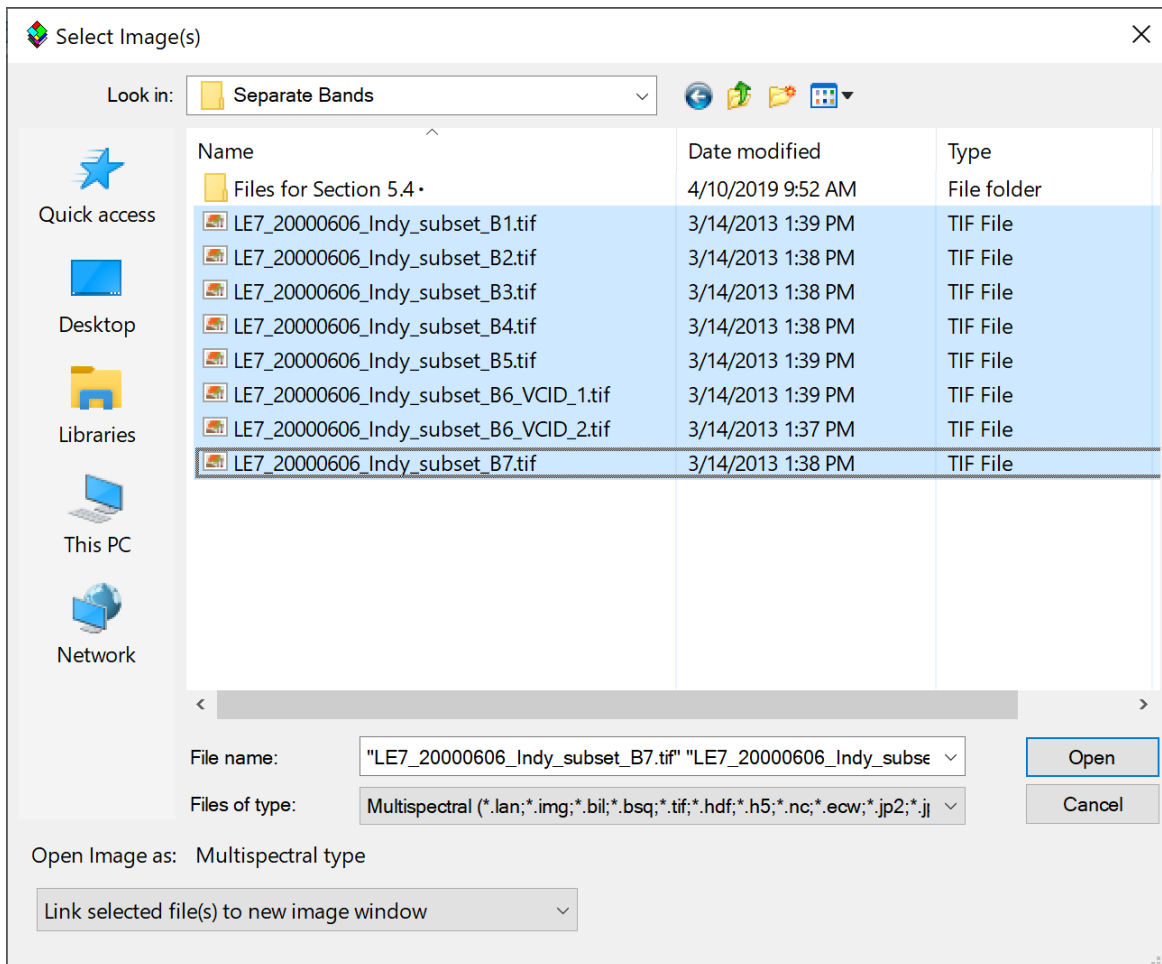 Select Image(s)
Look in: Separate Bands
Name Date modified Type
Files for Section 5.4 4/10/2019 9:52 AM File folder
LE7_20000606_Indy_subset_B1.tif 3/14/2013 1:39 PM TIF File
LE7_20000606_Indy_subset_B2.tif 3/14/2013 1:38 PM TIF File
LE7_20000606_Indy_subset_B3.tif 3/14/2013 1:38 PM TIF File
LE7_20000606_Indy_subset_B4.tif 3/14/2013 1:38 PM TIF File
LE7_20000606_Indy_subset_B5.tif 3/14/2013 1:39 PM TIF File
LE7_20000606_Indy_subset_B6_VCID_1.tif 3/14/2013 1:39 PM TIF File
LE7_20000606_Indy_subset_B6_VCID_2.tif 3/14/2013 1:37 PM TIF File
LE7_20000606_Indy_subset_B7.tif 3/14/2013 1:38 PM TIF File
Quick access
Desktop
Libraries
This PC
Network
File name: "LE7_20000606_Indy_subset_B7.tif" "LE7_20000606_Indy_subse Open
Files of type: Multispectral (*.lan;*.img;*.bil;*.bsq;*.tif;*.hdf;*.h5;*.nc;*.ecw;*.jp2;*.j Cancel
Open Image as: Multispectral type
Link selected file(s) to new image window